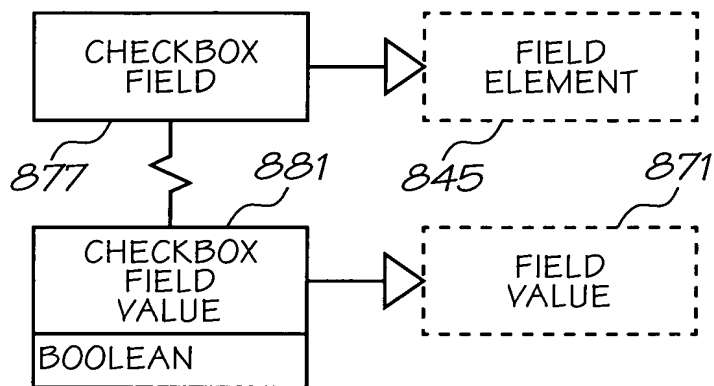 CHECKBOX
FIELD
FIELD
ELEMENT
877
881
845
871
CHECKBOX
FIELD
VALUE
FIELD
VALUE
BOOLEAN